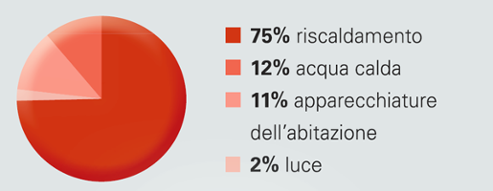 75% riscaldamento
12% acqua calda
11% apparecchiature
dell'abitazione
2% luce